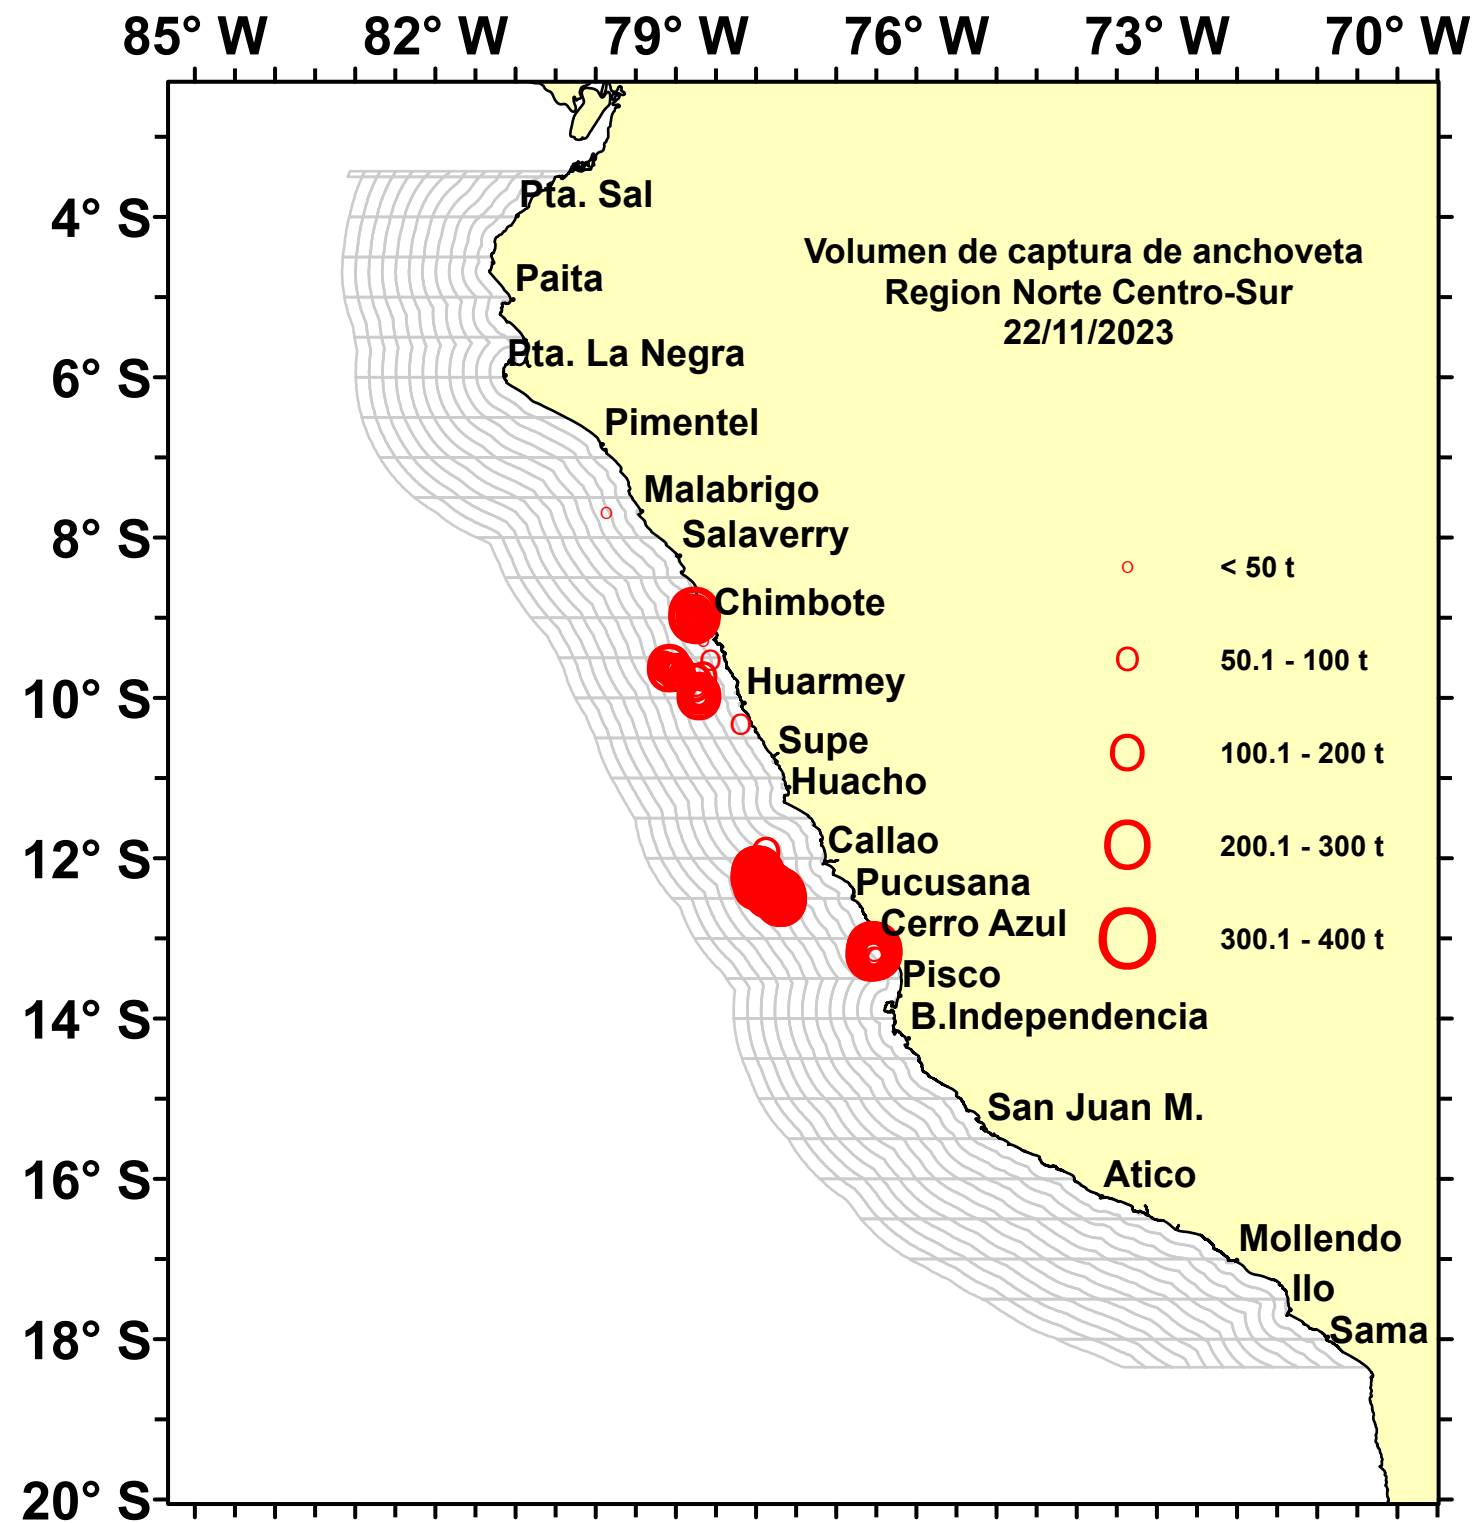 85° W 82° W 79° W 76° W 73° W 70° W
Pta. Sal
4° S
Volumen de captura de anchoveta
Region Norte Centro-Sur
22/11/2023
Paita
Pta. La Negra
6° S
Pimentel
Malabrigo
Salaverry
8° S
< 50 t
Chimbote
50.1 - 100 t
Huarmey
10° S
Supe
100.1 - 200 t
Huacho
Callao
200.1 - 300 t
12° S
Pucusana
Cerro Azul
300.1 - 400 t
Pisco
B.Independencia
14° S
San Juan M.
Atico
16° S
Mollendo
Ilo
Sama
18° S
20° S